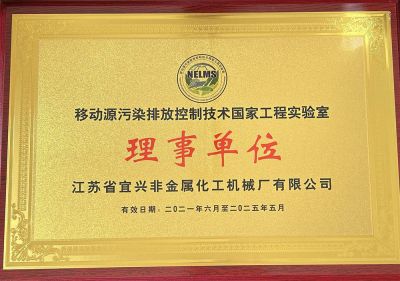 NELMS
移动源污染排放控制技术国家工程实验室
理事单位
江苏省宜兴非金属化工机械厂有限公司
有效日期：二〇二一年六月至二〇二五年五月